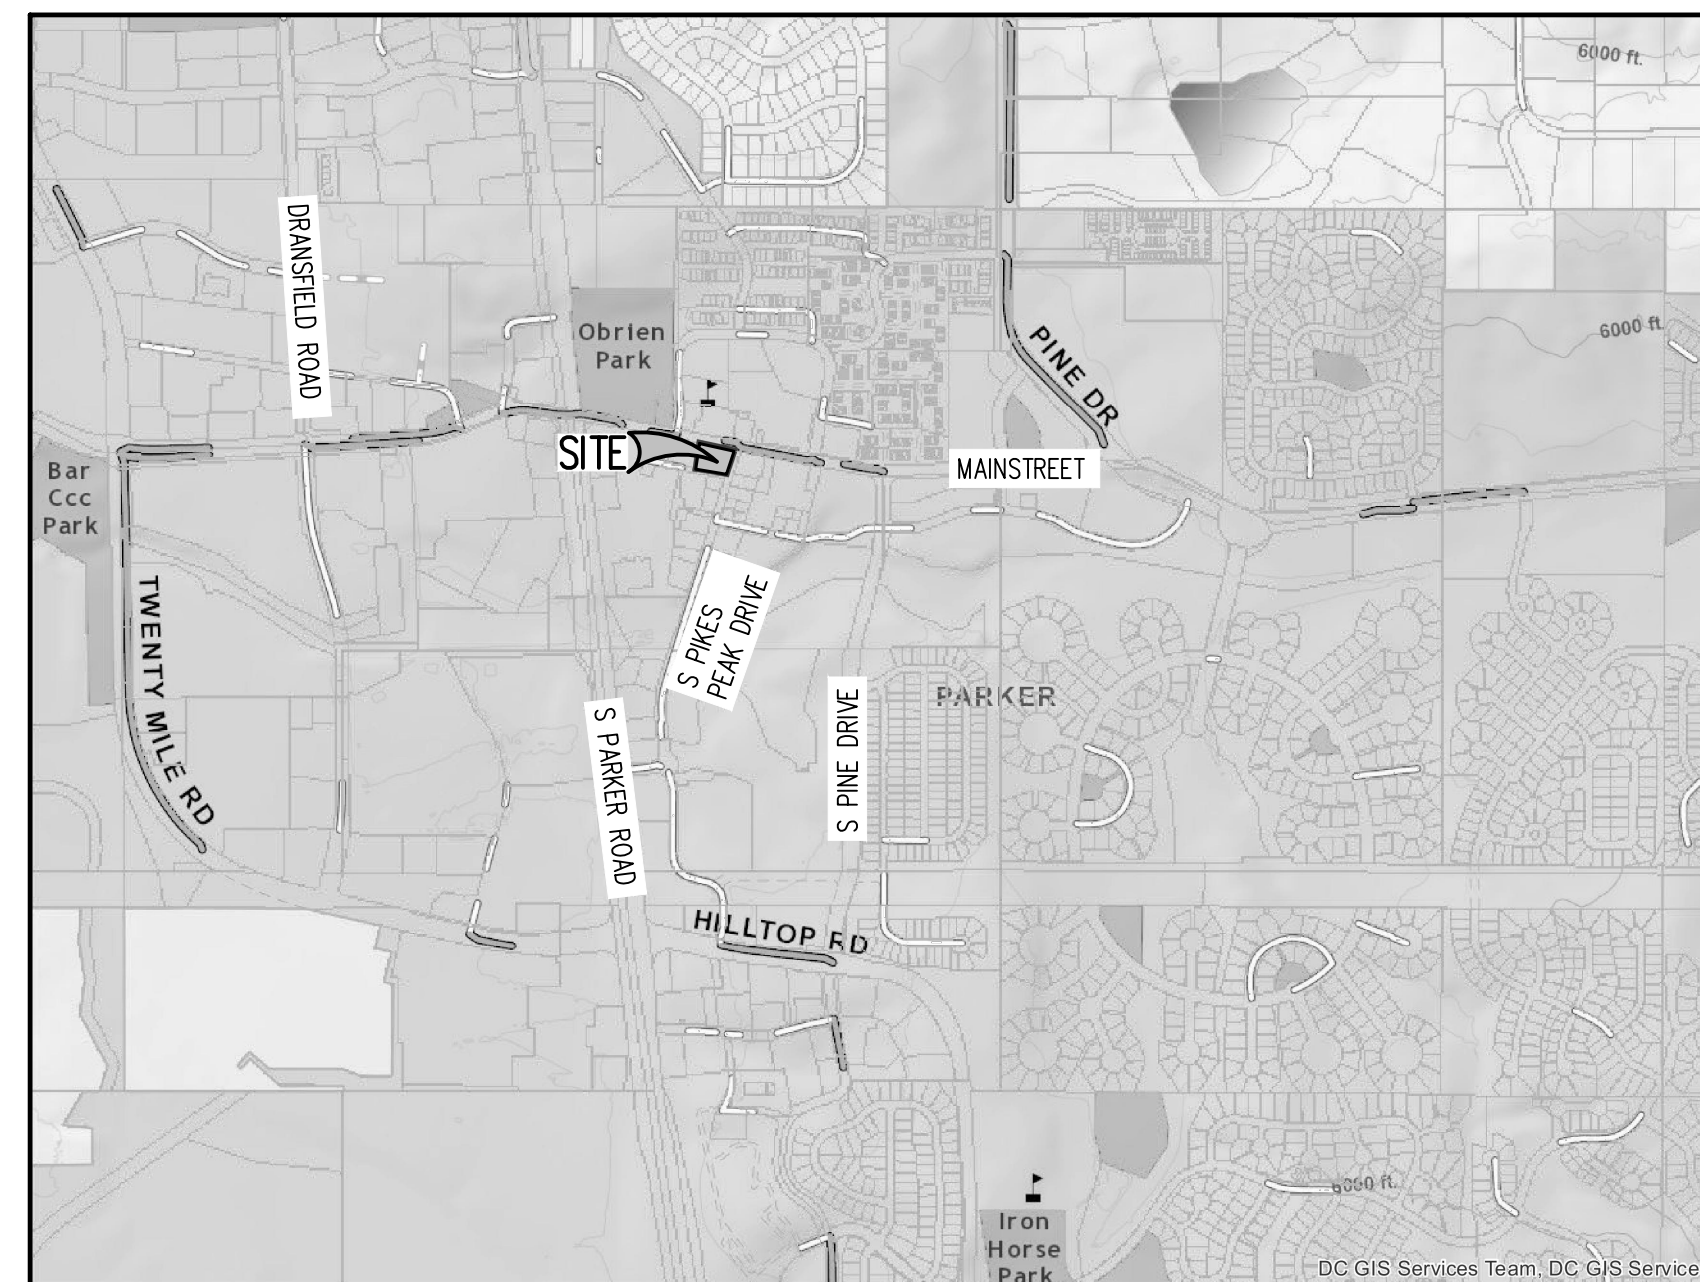 6000 ft.
DRANSFIELD ROAD
Obrien
Park
6000 ft.
PINE DR
SITE
MAINSTREET
Bar
Ccc
Park
TWENTY MILE RD
S PIKES
PEAK DRIVE
PARKER
S PINE DRIVE
S PARKER ROAD
HILLTOP RD
6000 ft.
Iron
Horse
Park
DC GIS Services Team, DC GIS Service